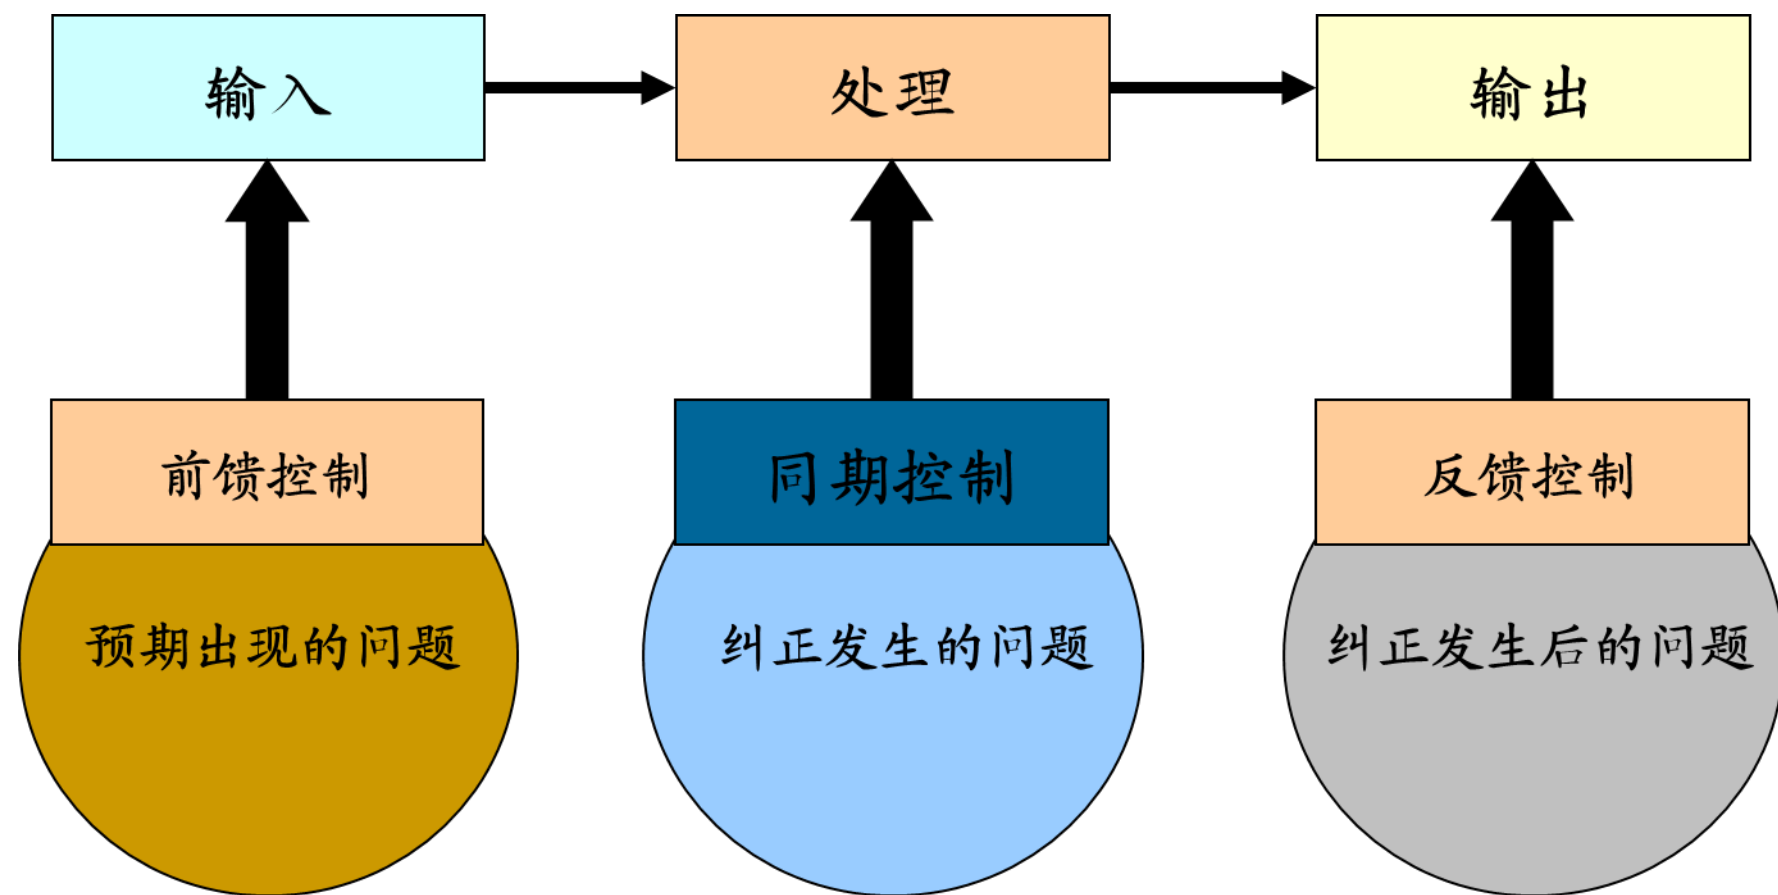 输入
处理
输出
前馈控制
同期控制
反馈控制
预期出现的问题
纠正发生的问题
纠正发生后的问题